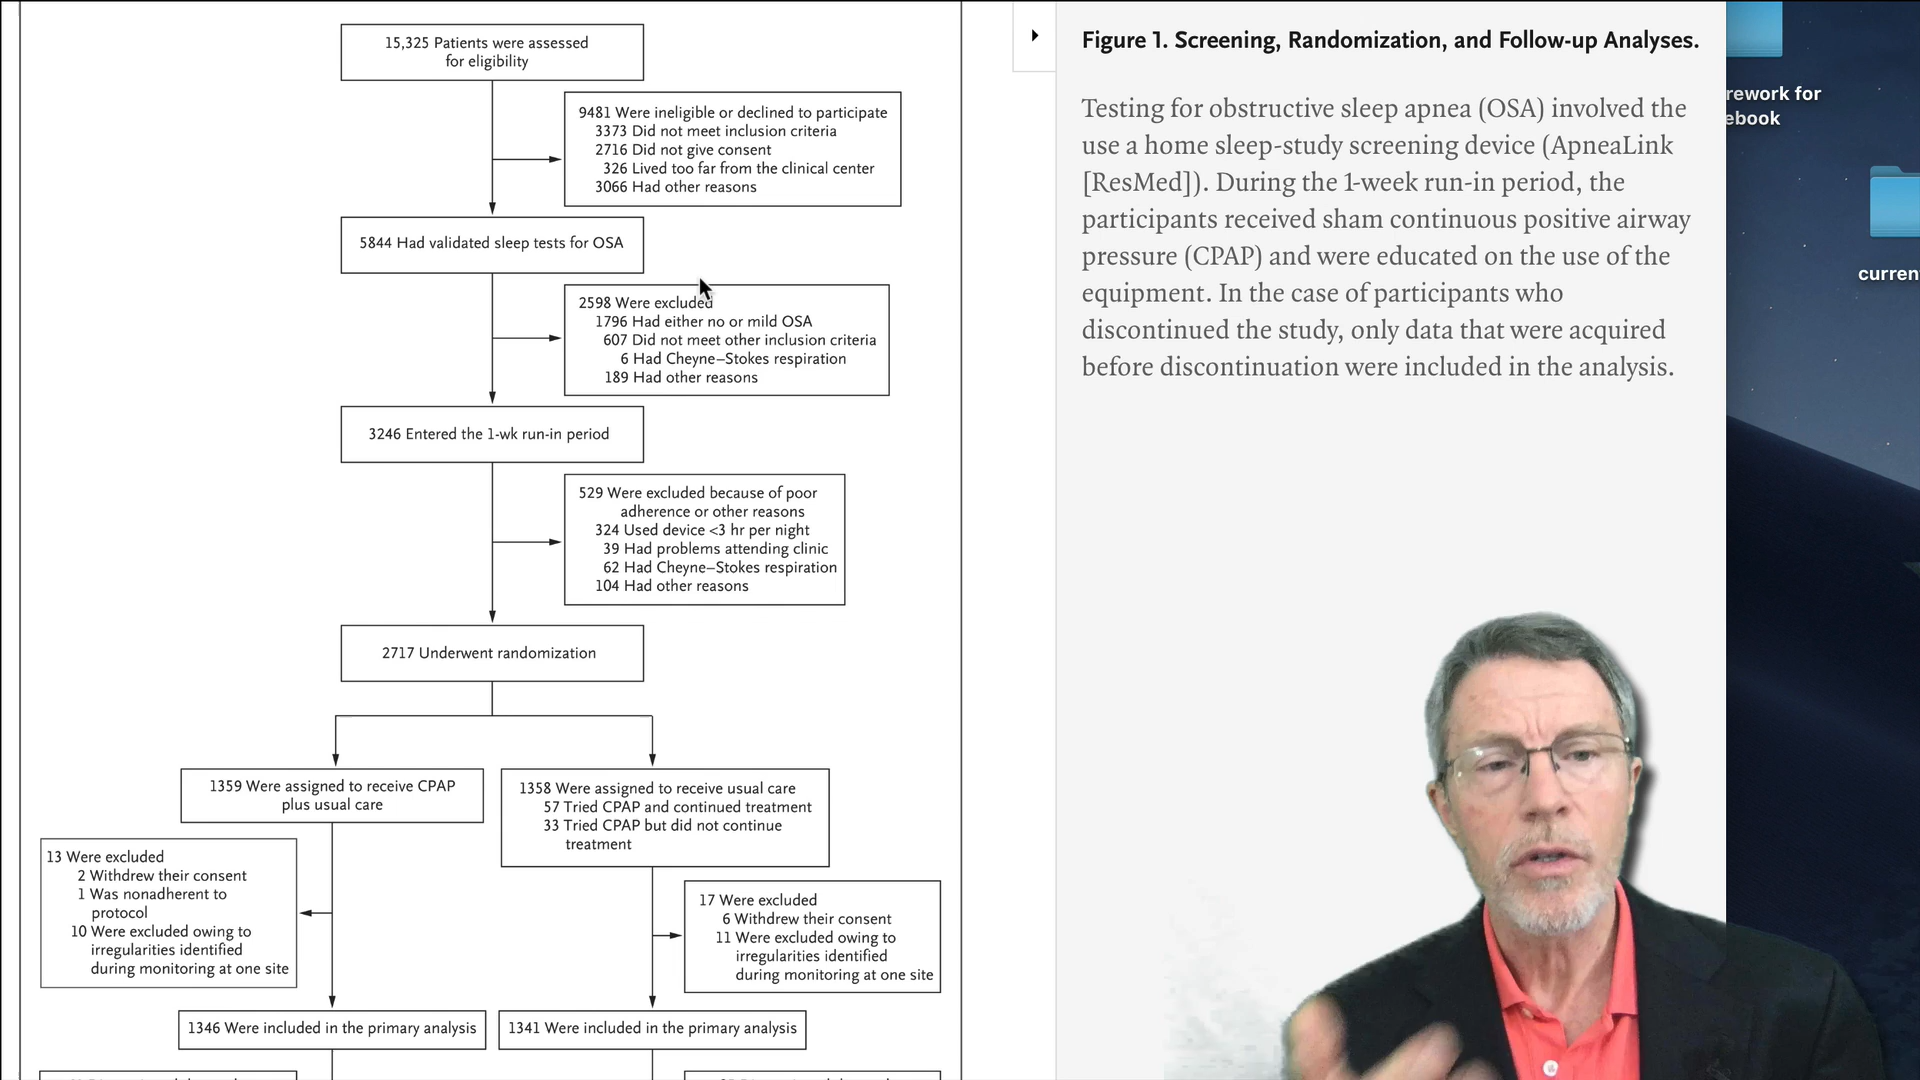 15,325 Patients were assessed
for eligibility
9481 Were ineligible or declined to participate
3373 Did not meet inclusion criteria
2716 Did not give consent
326 Lived too far from the clinical center
3066 Had other reasons
5844 Had validated sleep tests for OSA
2598 Were excluded
1796 Had either no or mild OSA
607 Did not meet other inclusion criteria
6 Had Cheyne–Stokes respiration
189 Had other reasons
3246 Entered the 1-wk run-in period
529 Were excluded because of poor
adherence or other reasons
324 Used device <3 hr per night
39 Had problems attending clinic
62 Had Cheyne–Stokes respiration
104 Had other reasons
2717 Underwent randomization
1359 Were assigned to receive CPAP
plus usual care
1358 Were assigned to receive usual care
57 Tried CPAP and continued treatment
33 Tried CPAP but did not continue
treatment
13 Were excluded
2 Withdrew their consent
1 Was nonadherent to
protocol
10 Were excluded owing to
irregularities identified
during monitoring at one site
17 Were excluded
6 Withdrew their consent
11 Were excluded owing to
irregularities identified
during monitoring at one site
1346 Were included in the primary analysis
1341 Were included in the primary analysis
Figure 1. Screening, Randomization, and Follow-up Analyses.
Testing for obstructive sleep apnea (OSA) involved the
use a home sleep-study screening device (ApneaLink
[ResMed]). During the 1-week run-in period, the
participants received sham continuous positive airway
pressure (CPAP) and were educated on the use of the
equipment. In the case of participants who
discontinued the study, only data that were acquired
before discontinuation were included in the analysis.
rework for
ebook
curren